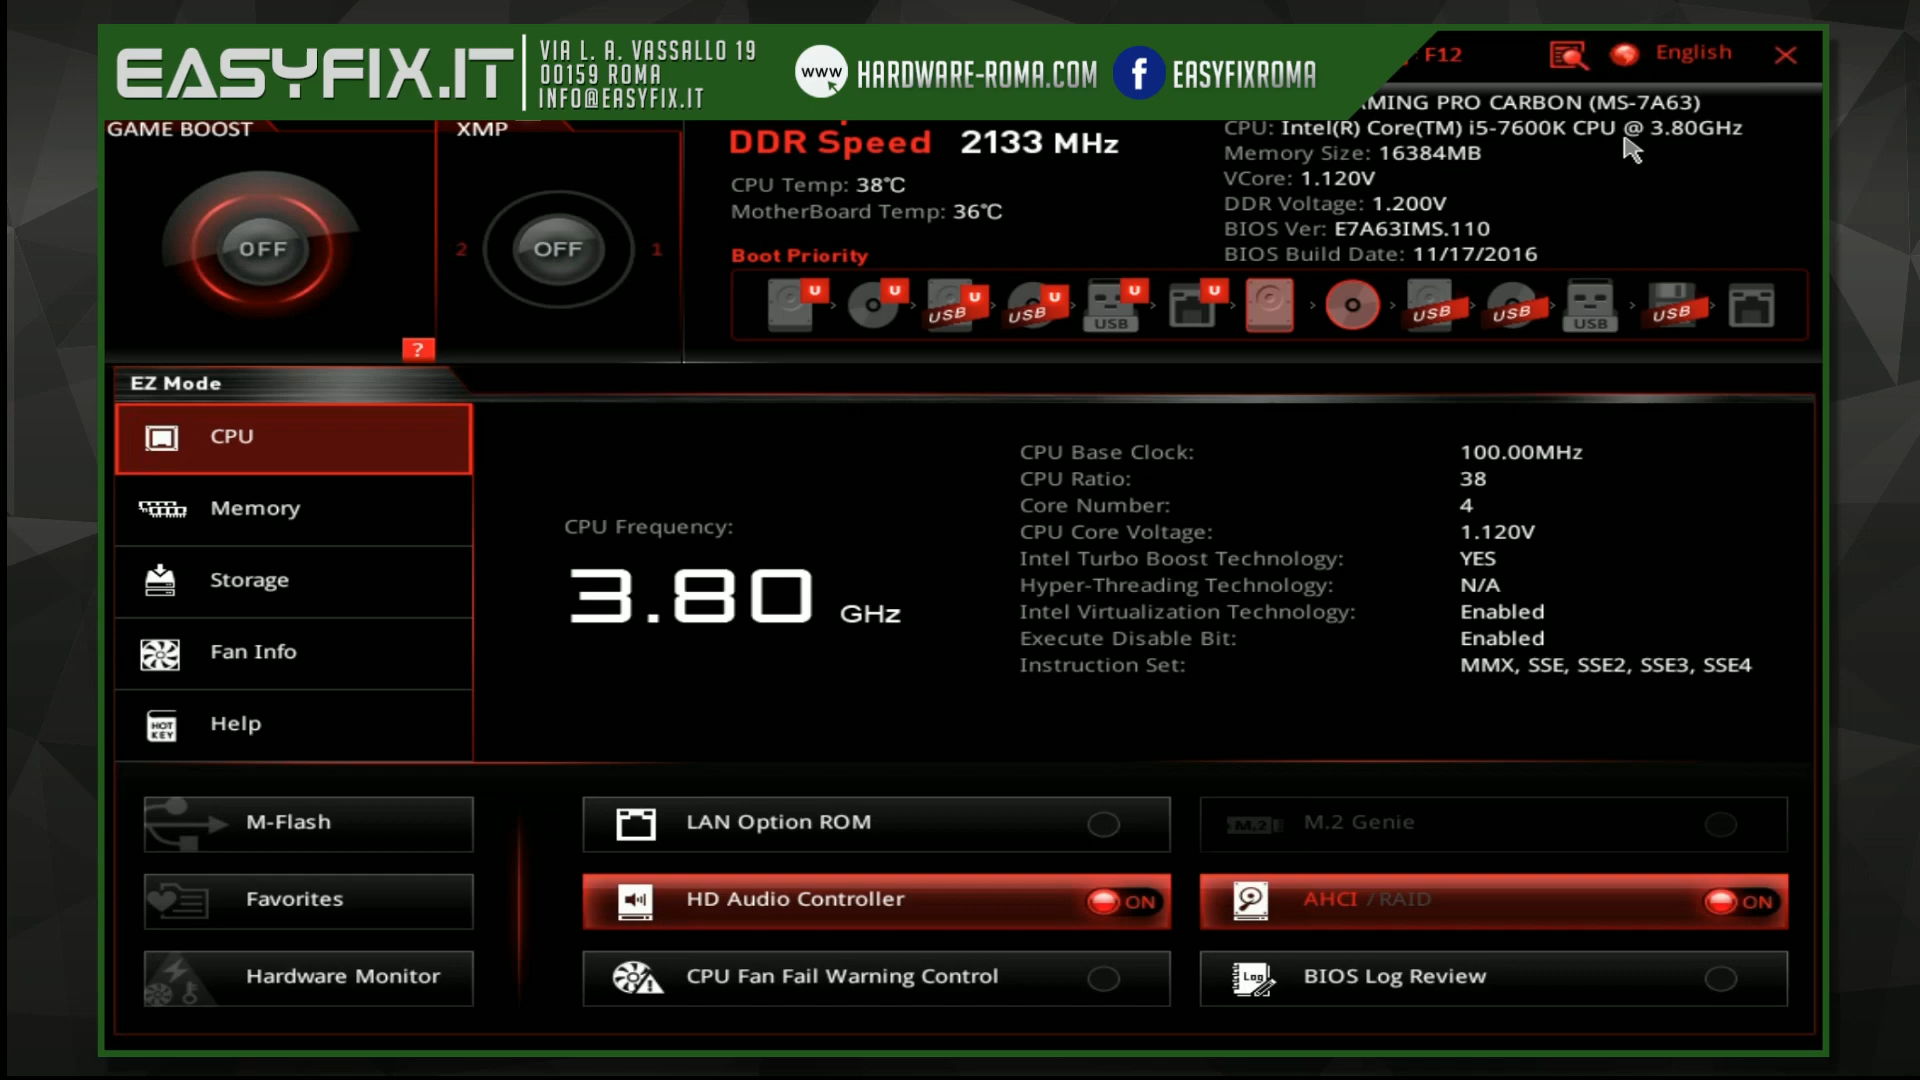 EASYFIX.IT
VIA L. A. VASSALLO 19
00159 ROMA
INFO@EASYFIX.IT
WWW
HARDWARE-ROMA.COM
f
EASYFIXROMA
F12
English
GAME BOOST
OFF
?
XMP
2
OFF
1
DDR Speed 2133 MHz
CPU Temp: 38°C
MotherBoard Temp: 36°C
AMING PRO CARBON (MS-7A63)
CPU: Intel(R) Core(TM) i5-7600K CPU @ 3.80GHz
Memory Size: 16384MB
VCore: 1.120V
DDR Voltage: 1.200V
BIOS Ver: E7A63IMS.110
BIOS Build Date: 11/17/2016
Boot Priority
U U U USB U USB U USB U USB USB USB USB
EZ Mode
CPU
Memory
Storage
Fan Info
HOT KEY Help
CPU Frequency:
3.80 GHz
CPU Base Clock: 100.00MHz
CPU Ratio: 38
Core Number: 4
CPU Core Voltage: 1.120V
Intel Turbo Boost Technology: YES
Hyper-Threading Technology: N/A
Intel Virtualization Technology: Enabled
Execute Disable Bit: Enabled
Instruction Set: MMX, SSE, SSE2, SSE3, SSE4
M-Flash
Favorites
Hardware Monitor
LAN Option ROM
HD Audio Controller ON
CPU Fan Fail Warning Control
M.2 M.2 Genie
AHCI /RAID ON
Log BIOS Log Review